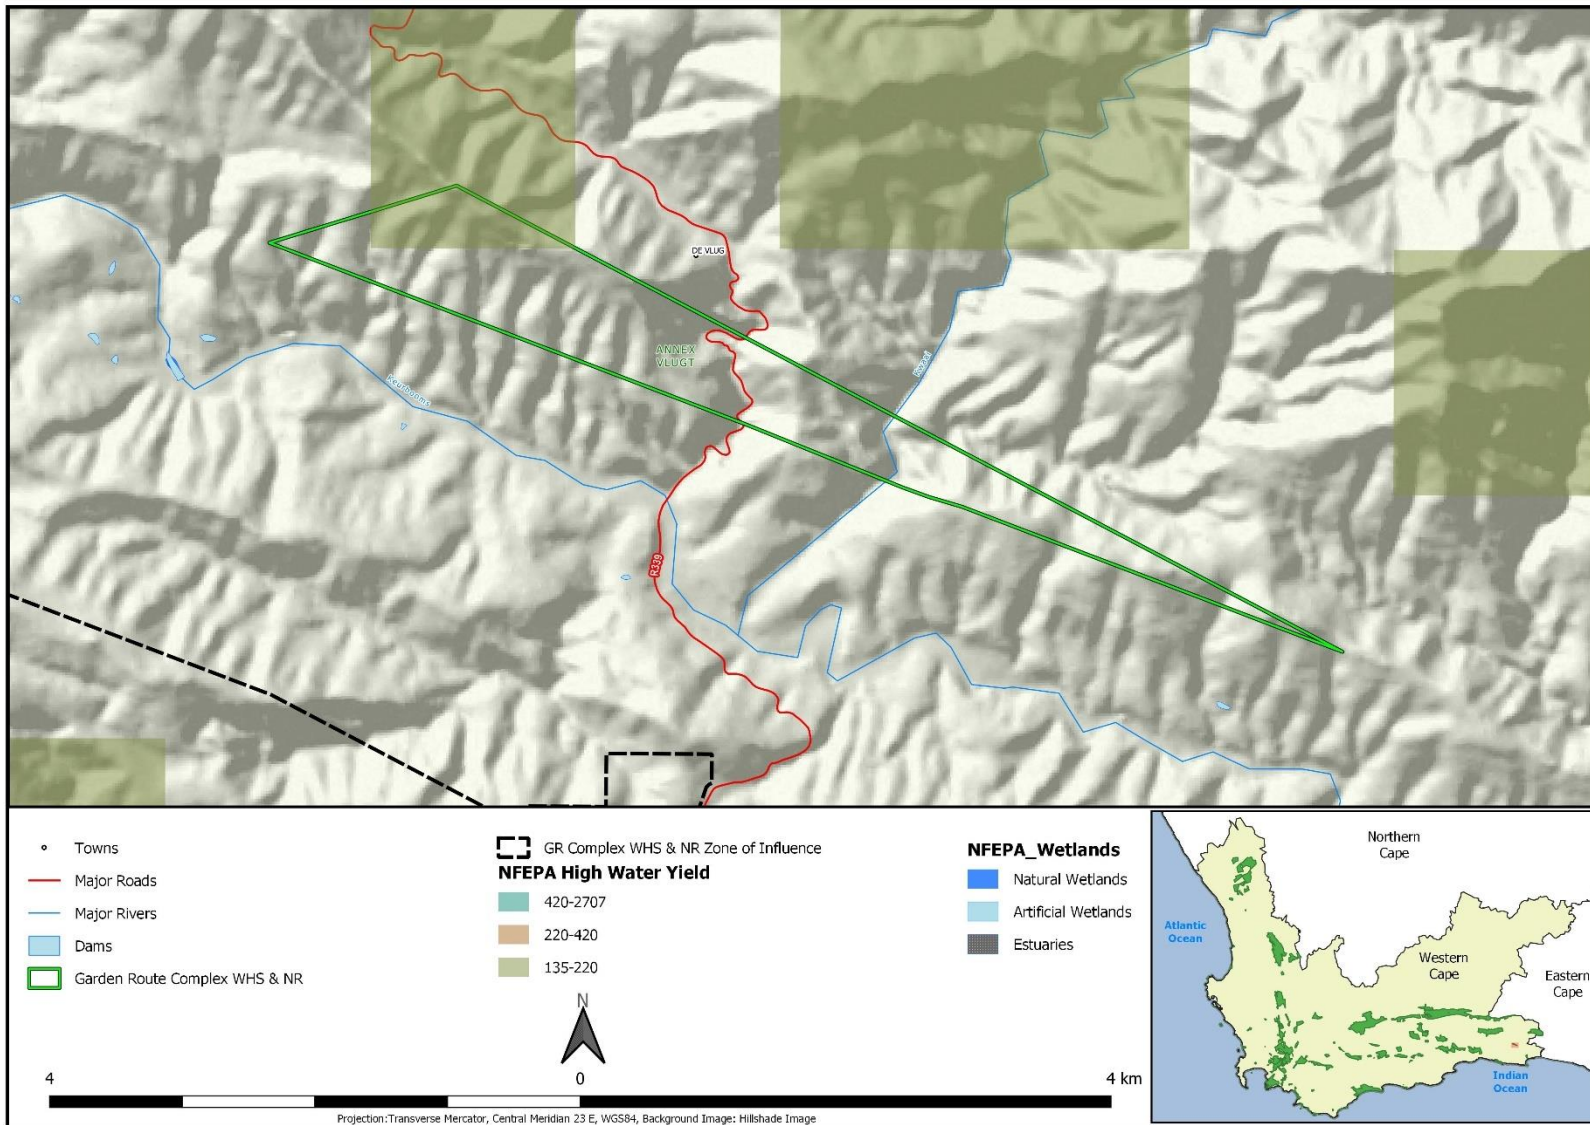 DE VLUG
ANNEX
VLUGT
Keurbooms
Kwaai
R339
Towns
Major Roads
Major Rivers
Dams
Garden Route Complex WHS & NR
GR Complex WHS & NR Zone of Influence
NFEPA High Water Yield
420-2707
220-420
135-220
NFEPA_Wetlands
Natural Wetlands
Artificial Wetlands
Estuaries
N
4
0
4 km
Projection:Transverse Mercator, Central Meridian 23 E, WGS84, Background Image: Hillshade Image
Northern
Cape
Atlantic
Ocean
Western
Cape
Eastern
Cape
Indian
Ocean